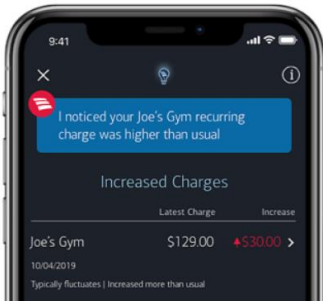 9:41
I noticed your Joe's Gym recurring
charge was higher than usual
Increased Charges
Latest Charge Increase
Joe's Gym $129.00 $30.00
10/04/2019
Typically fluctuates | Increased more than usual